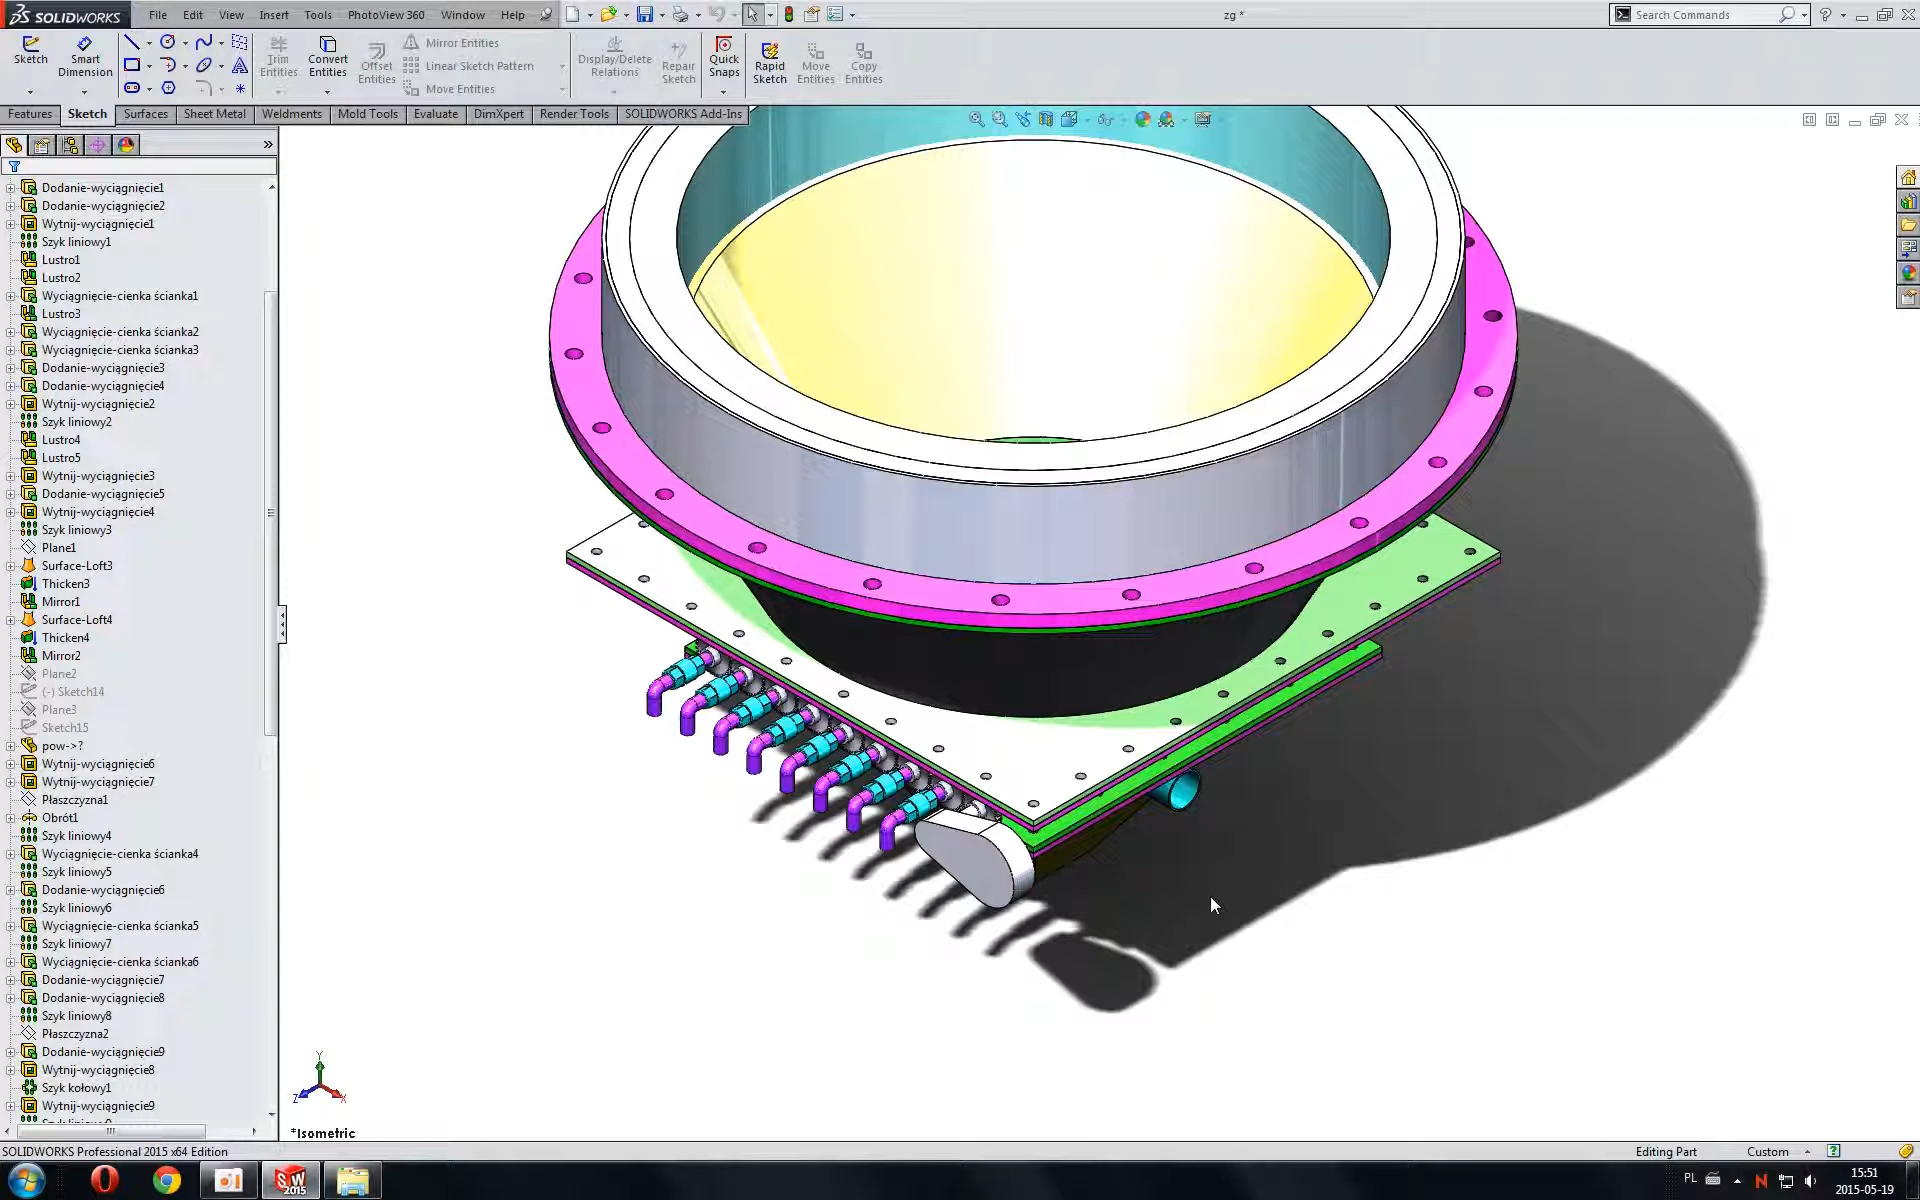 SOLIDWORKS File Edit View Insert Tools PhotoView 360 Window Help zg * Search Commands
Sketch Smart Dimension Trim Entities Convert Entities Offset Entities Mirror Entities Linear Sketch Pattern Move Entities Display/Delete Relations Repair Sketch Quick Snaps Rapid Sketch Move Entities Copy Entities
Features Sketch Surfaces Sheet Metal Weldments Mold Tools Evaluate DimXpert Render Tools SOLIDWORKS Add-Ins
Dodanie-wyciągnięcie1
Dodanie-wyciągnięcie2
Wytnij-wyciągnięcie1
Szyk liniowy1
Lustro1
Lustro2
Wyciągnięcie-cienka ścianka1
Lustro3
Wyciągnięcie-cienka ścianka2
Wyciągnięcie-cienka ścianka3
Dodanie-wyciągnięcie3
Dodanie-wyciągnięcie4
Wytnij-wyciągnięcie2
Szyk liniowy2
Lustro4
Lustro5
Wytnij-wyciągnięcie3
Dodanie-wyciągnięcie5
Wytnij-wyciągnięcie4
Szyk liniowy3
Plane1
Surface-Loft3
Thicken3
Mirror1
Surface-Loft4
Thicken4
Mirror2
Plane2
(-) Sketch14
Plane3
Sketch15
pow->?
Wytnij-wyciągnięcie6
Wytnij-wyciągnięcie7
Płaszczyzna1
Obrót1
Szyk liniowy4
Wyciągnięcie-cienka ścianka4
Szyk liniowy5
Dodanie-wyciągnięcie6
Szyk liniowy6
Wyciągnięcie-cienka ścianka5
Szyk liniowy7
Wyciągnięcie-cienka ścianka6
Dodanie-wyciągnięcie7
Dodanie-wyciągnięcie8
Szyk liniowy8
Płaszczyzna2
Dodanie-wyciągnięcie9
Wytnij-wyciągnięcie8
Szyk kołowy1
Wytnij-wyciągnięcie9
Y
Z X
*Isometric
SOLIDWORKS Professional 2015 x64 Edition Editing Part Custom
PL 15:51
2015-05-19